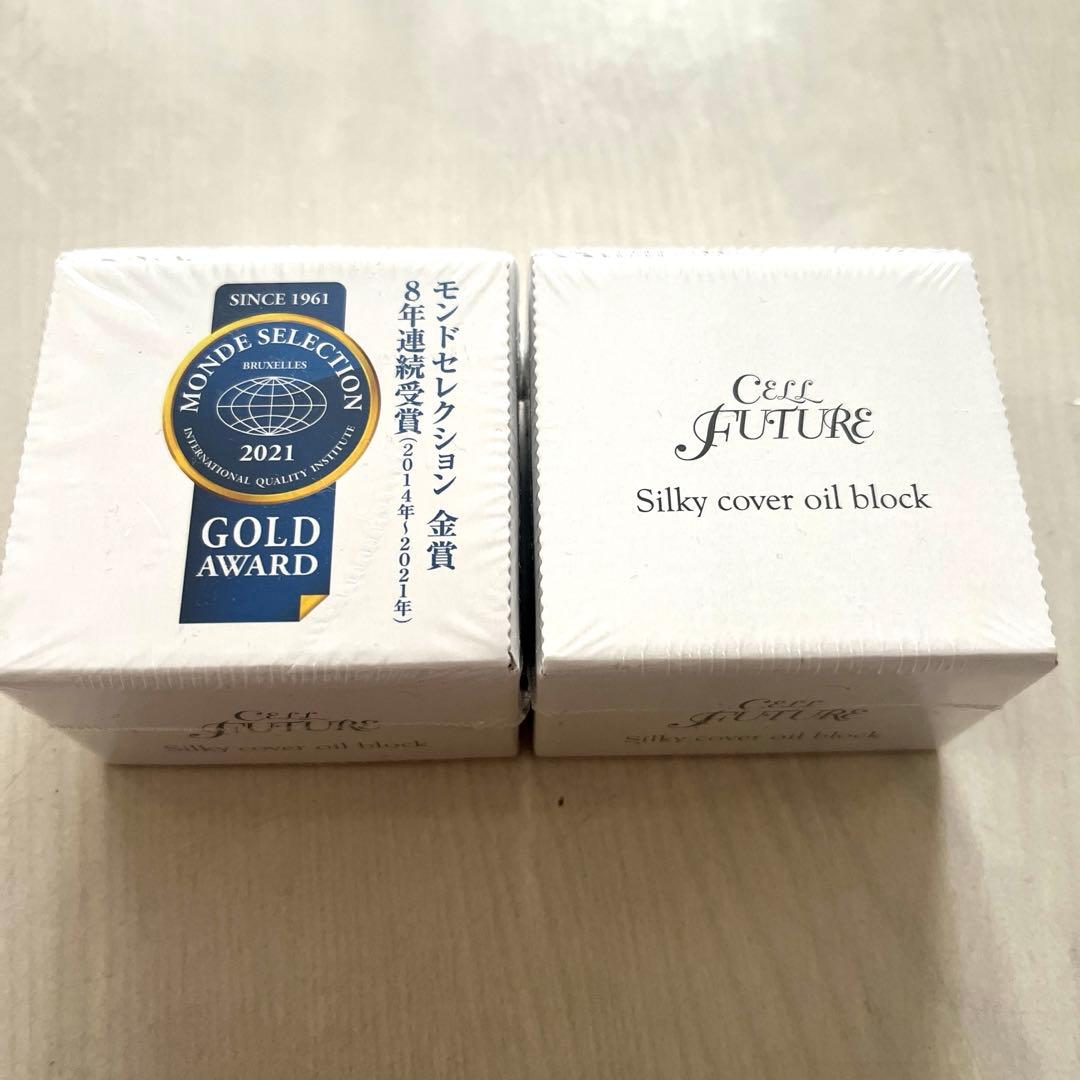 SINCE 1961
MONDE SELECTION
BRUXELLES
2021
INTERNATIONAL QUALITY INSTITUTE
GOLD
AWARD
モンドセレクション 金賞
8年連続受賞(2014年~2021年)
CELL
FUTURE
Silky cover oil block
CELL
FUTURE
Silky cover oil block
CELL
FUTURE
Silky cover oil block